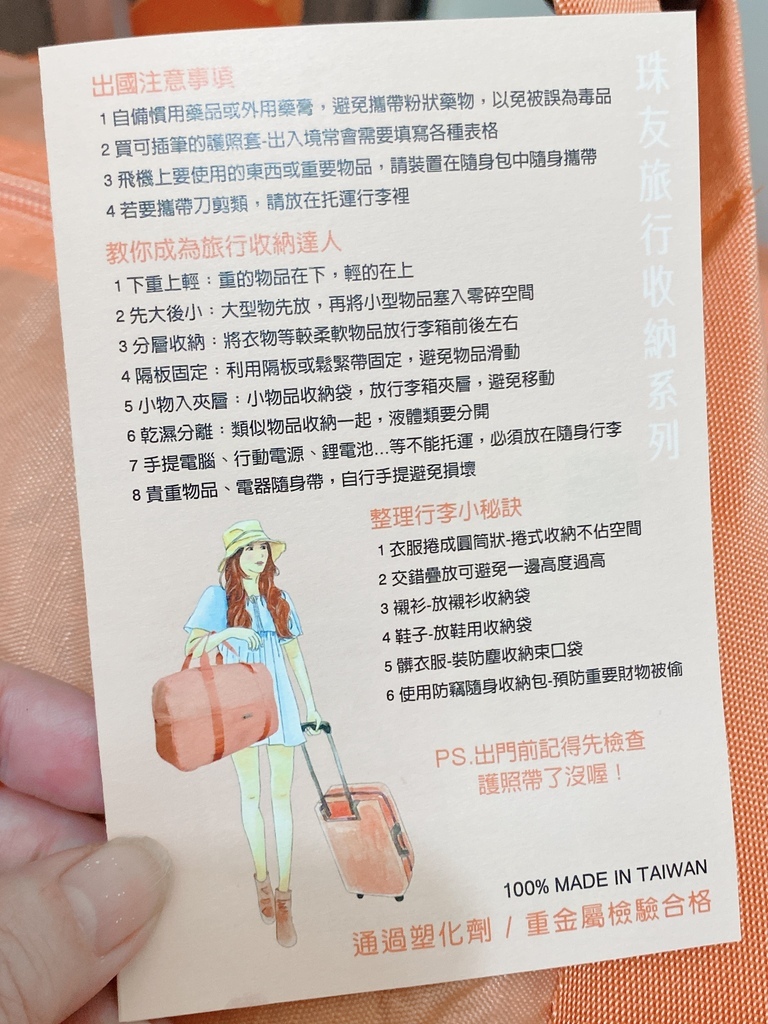 出國注意事項
1 自備慣用藥品或外用藥膏，避免攜帶粉狀藥物，以免被誤為毒品
2 買可插筆的護照套-出入境常會需要填寫各種表格
3 飛機上要使用的東西或重要物品，請裝置在隨身包中隨身攜帶
4 若要攜帶刀剪類，請放在托運行李裡
教你成為旅行收納達人
1 下重上輕：重的物品在下，輕的在上
2 先大後小：大型物先放，再將小型物品塞入零碎空間
3 分層收納：將衣物等較柔軟物品放行李箱前後左右
4 隔板固定：利用隔板或鬆緊帶固定，避免物品滑動
5 小物入夾層：小物品收納袋，放行李箱夾層，避免移動
6 乾濕分離：類似物品收納一起，液體類要分開
7 手提電腦、行動電源、鋰電池...等不能托運，必須放在隨身行李
8 貴重物品、電器隨身帶，自行手提避免損壞
整理行李小秘訣
1 衣服捲成圓筒狀-捲式收納不佔空間
2 交錯疊放可避免一邊高度過高
3 襯衫-放襯衫收納袋
4 鞋子-放鞋用收納袋
5 髒衣服-裝防塵收納束口袋
6 使用防竊隨身收納包-預防重要財物被偷
PS.出門前記得先檢查
護照帶了沒喔！
100% MADE IN TAIWAN
通過塑化劑 / 重金屬檢驗合格
珠友旅行收納系列